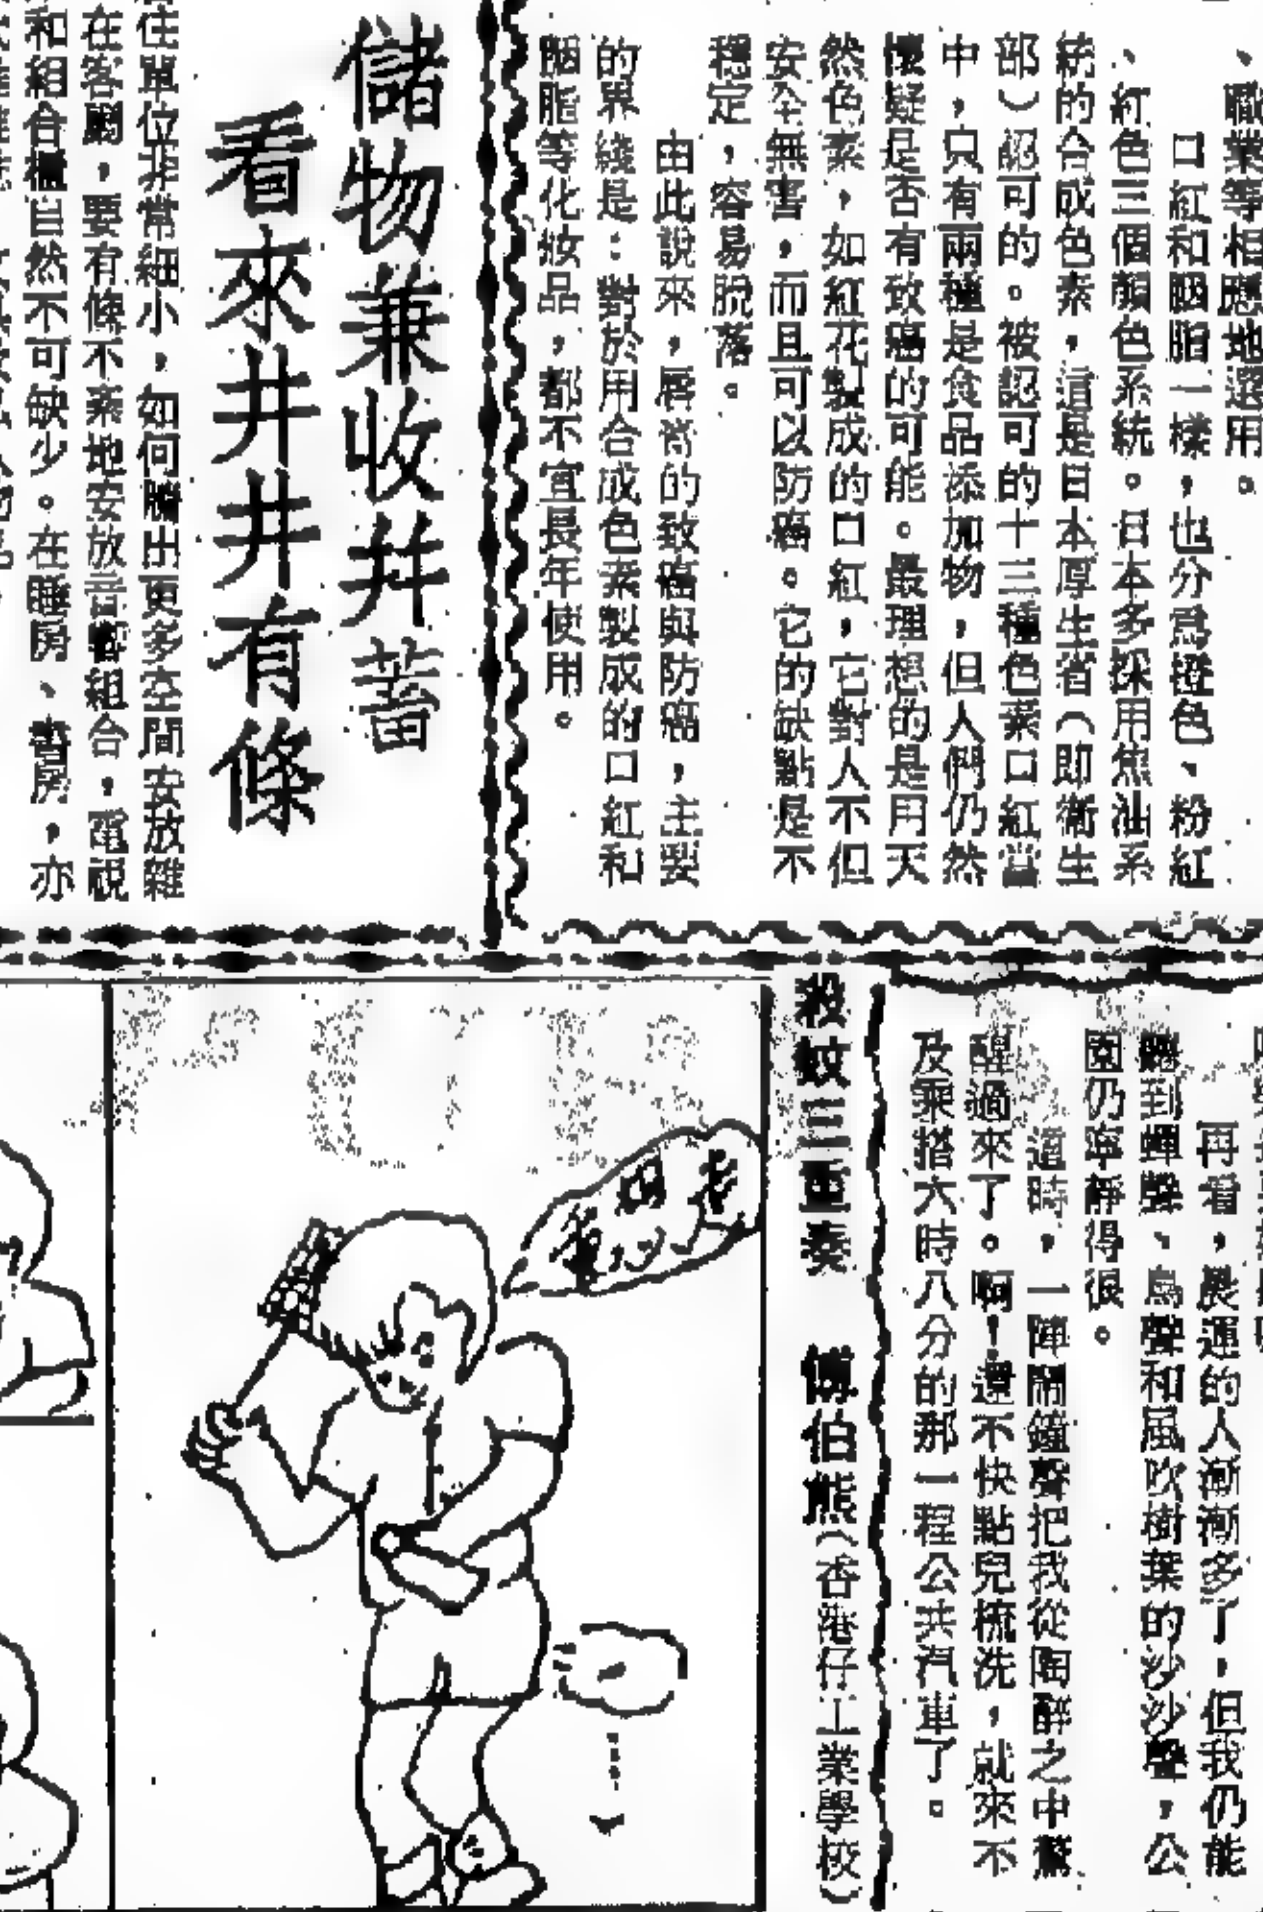 、職業等相應地選用。
口紅和胭脂一樣,也分爲橙色、粉紅
、紅色三個顏色系統。日本多採用焦油系
統的合成色素,這是日本厚生省(即衞生
部)認可的。被認可的十三種色素口紅當
中,只有兩種是食品添加物,但人們仍然
懷疑是否有致癌的可能。最理想的是用天
然色素,如紅花製成的口紅,它對人不但
安全無害,而且可以防癌。它的缺點是不
穩定,容易脫落。
由此說來,唇膏的致癌與防癌,主要
的界綫是:對於用合成色素製成的口紅和
胭脂等化妝品,都不宜長年使用。
儲物兼收幷蓄
看來井井有條
住單位非常細小,如何騰出更多空間安放雜
在客廳,要有條不紊地安放音響組合,電視
和組合櫃自然不可缺少。在睡房、書房,亦
再看,晨運的人漸漸多了,但我仍能
聽到蟬聲、鳥聲和風吹樹葉的沙沙聲,公
園仍寧靜得很。
這時,一陣鬧鐘聲把我從陶醉之中驚
醒過來了。啊!還不快點兒梳洗,就來不
及乘搭六時八分的那一程公共汽車了。
殺蚊三重奏 傅伯熊(香港仔工業學校)